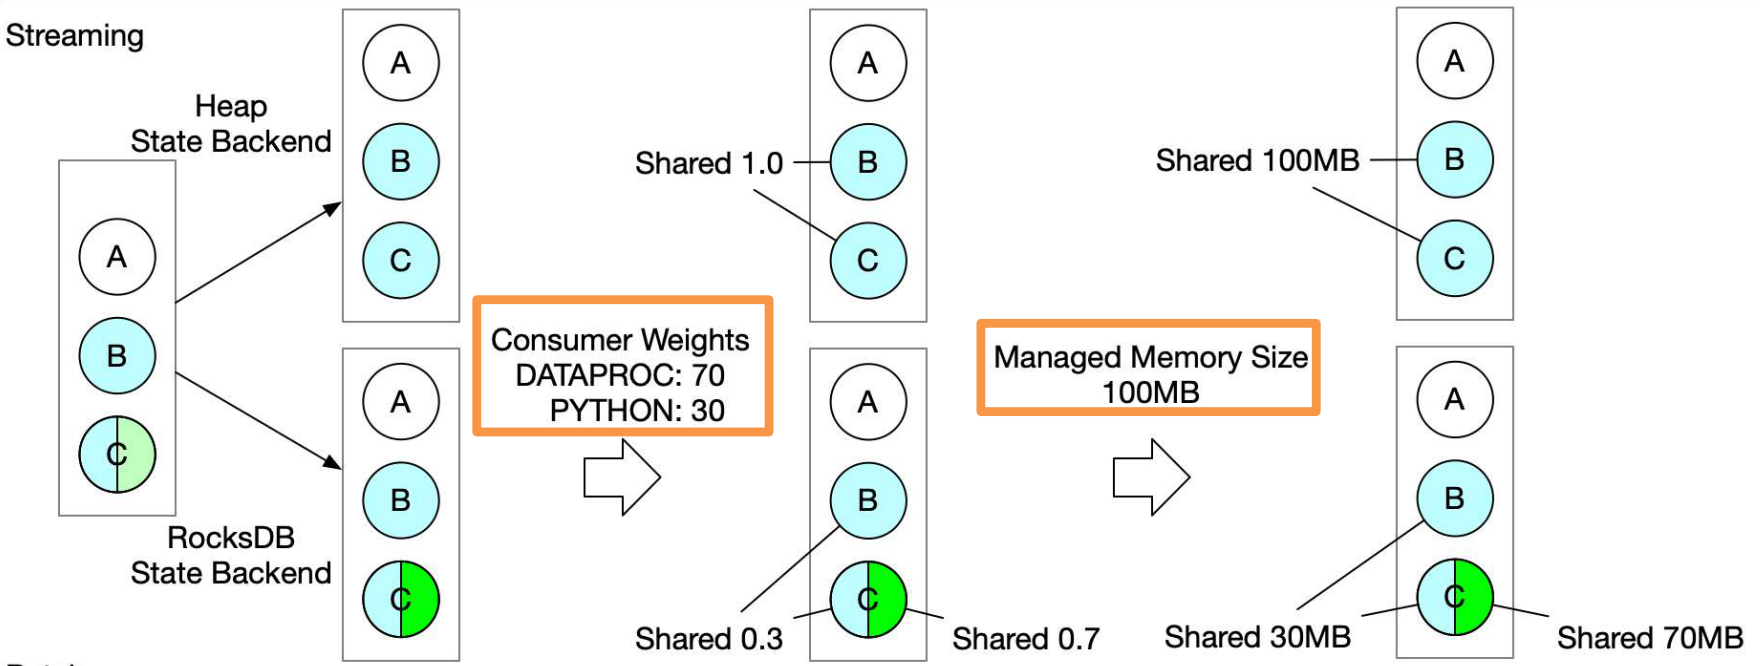 Streaming
Heap
State Backend
A
B
C
RocksDB
State Backend
A
B
C
A
B
C
Consumer Weights
DATAPROC: 70
PYTHON: 30
A
B
C
Shared 1.0
A
B
C
Shared 0.3
Shared 0.7
Managed Memory Size
100MB
A
B
C
Shared 100MB
A
B
C
Shared 30MB
Shared 70MB